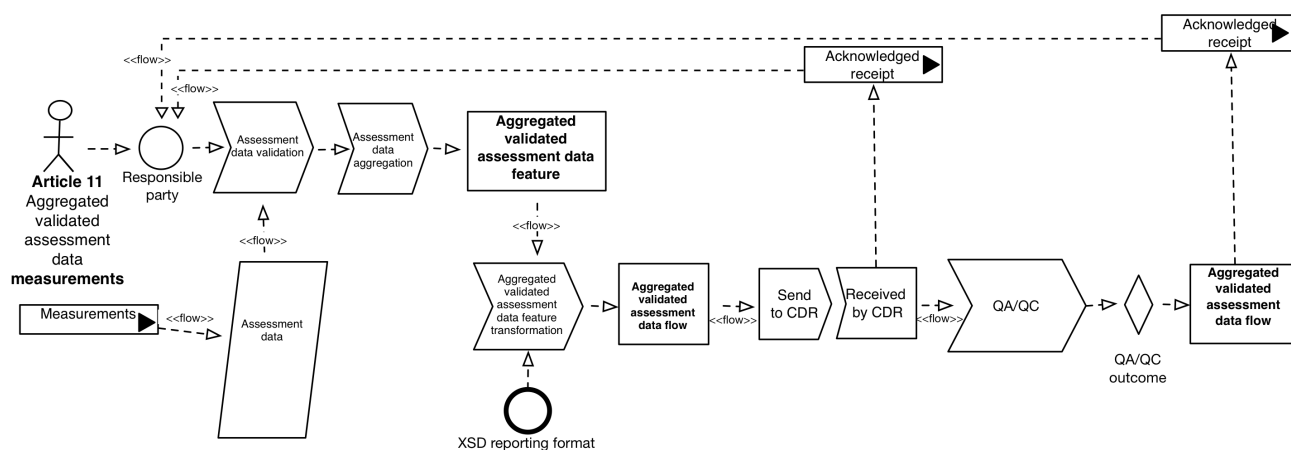 Acknowledged
receipt
Acknowledged
receipt
<<flow>>
<<flow>>
Article 11
Aggregated
validated
assessment
data
measurements
Responsible
party
Assessment
data validation
Assessment
data
aggregation
Aggregated
validated
assessment data
feature
<<flow>>
<<flow>>
Measurements
<<flow>>
Assessment
data
Aggregated
validated
assessment
data feature
transformation
Aggregated
validated
assessment
data flow
<<flow>>
Send
to CDR
Received
by CDR
<<flow>>
QA/QC
QA/QC
outcome
Aggregated
validated
assessment
data flow
XSD reporting format